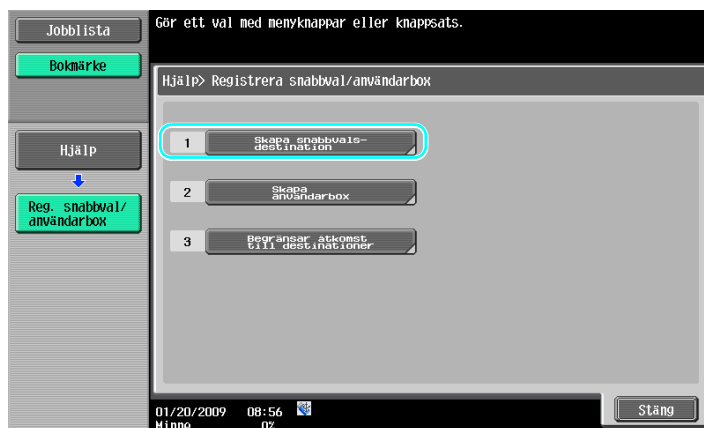 Jobblista
Bokmärke
Gör ett val med menyknappar eller knappsats.
Hjälp> Registrera snabbval/användarbox
Hjälp
Reg. snabbval/
användarbox
1 Skapa snabbvals-
destination
2 Skapa
användarbox
3 Begränsar åtkomst
till destinationer
01/20/2009 08:56
Minne 0%
Stäng